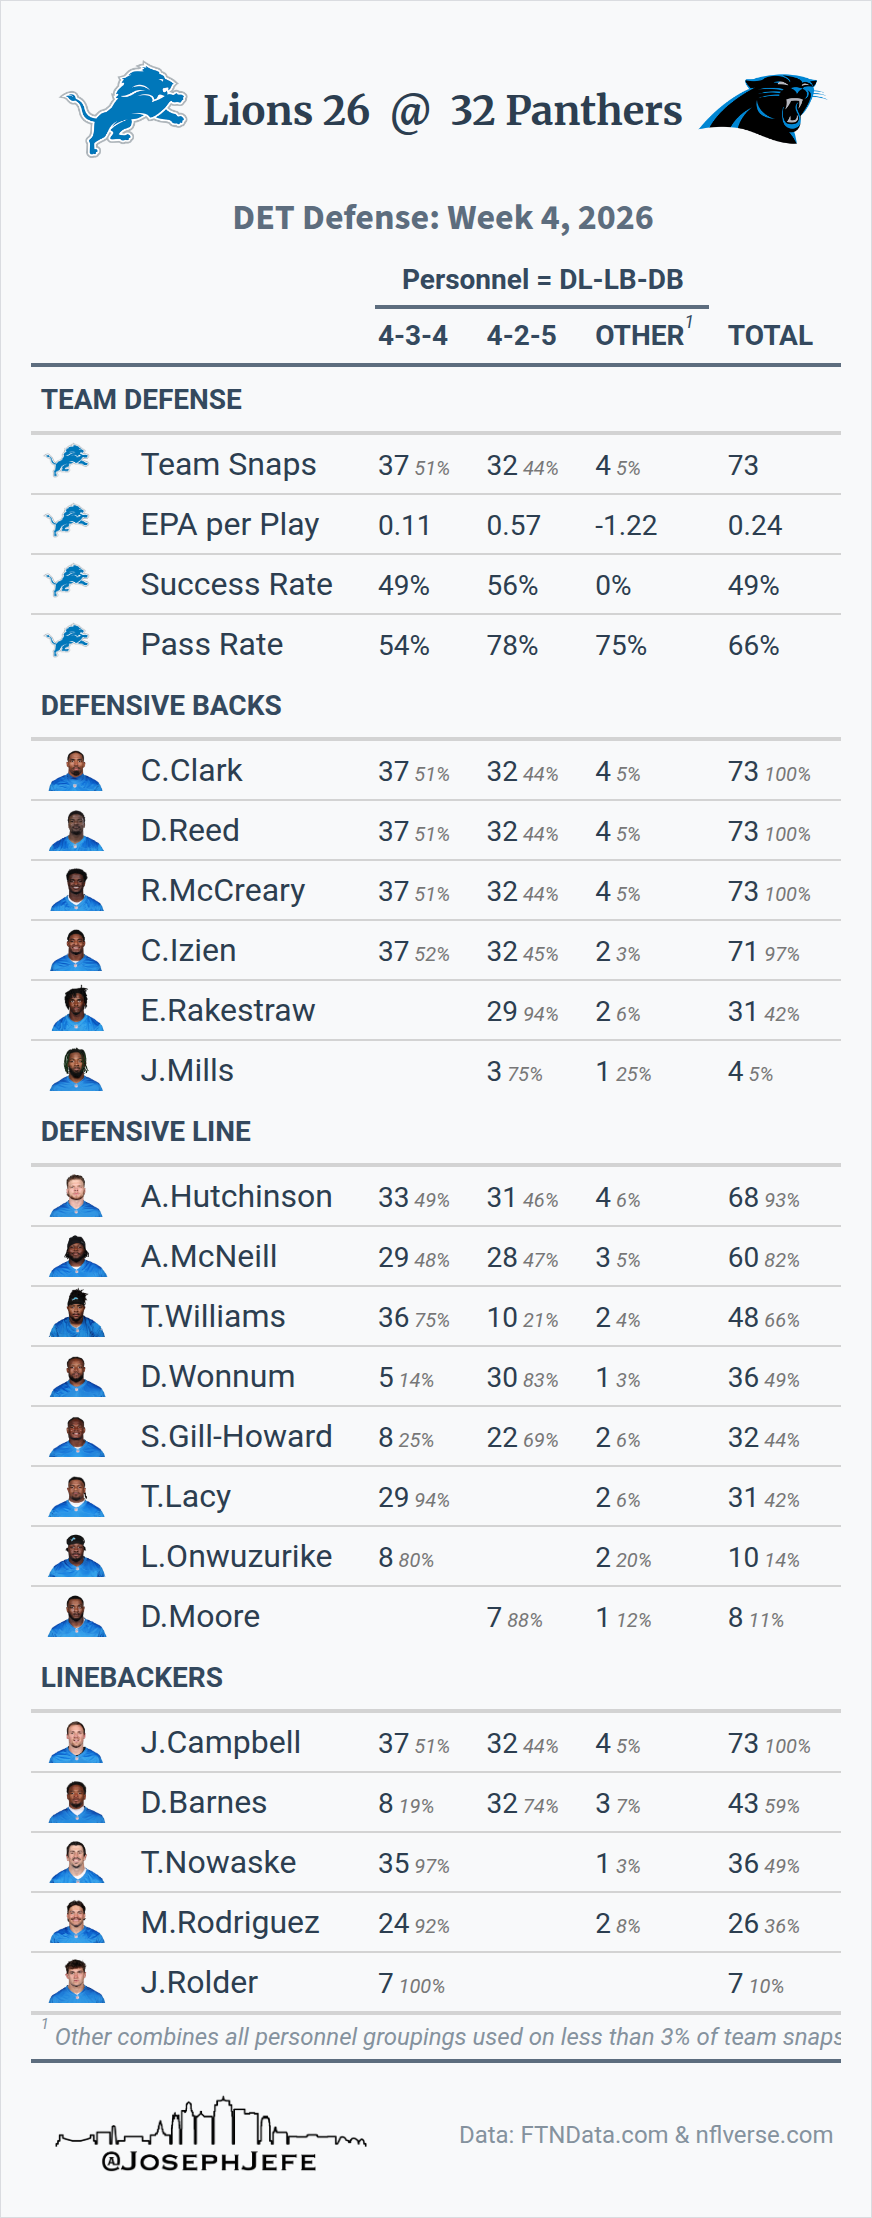 Lions 26 @ 32 Panthers
DET Defense: Week 4, 2026
Personnel = DL-LB-DB
4-3-4 4-2-5 OTHER1 TOTAL
TEAM DEFENSE
Team Snaps 37 51% 32 44% 4 5% 73
EPA per Play 0.11 0.57 -1.22 0.24
Success Rate 49% 56% 0% 49%
Pass Rate 54% 78% 75% 66%
DEFENSIVE BACKS
C.Clark 37 51% 32 44% 4 5% 73 100%
D.Reed 37 51% 32 44% 4 5% 73 100%
R.McCreary 37 51% 32 44% 4 5% 73 100%
C.Izien 37 52% 32 45% 2 3% 71 97%
E.Rakestraw 29 94% 2 6% 31 42%
J.Mills 3 75% 1 25% 4 5%
DEFENSIVE LINE
A.Hutchinson 33 49% 31 46% 4 6% 68 93%
A.McNeill 29 48% 28 47% 3 5% 60 82%
T.Williams 36 75% 10 21% 2 4% 48 66%
D.Wonnum 5 14% 30 83% 1 3% 36 49%
S.Gill-Howard 8 25% 22 69% 2 6% 32 44%
T.Lacy 29 94% 2 6% 31 42%
L.Onwuzurike 8 80% 2 20% 10 14%
D.Moore 7 88% 1 12% 8 11%
LINEBACKERS
J.Campbell 37 51% 32 44% 4 5% 73 100%
D.Barnes 8 19% 32 74% 3 7% 43 59%
T.Nowaske 35 97% 1 3% 36 49%
M.Rodriguez 24 92% 2 8% 26 36%
J.Rolder 7 100% 7 10%
1 Other combines all personnel groupings used on less than 3% of team snaps
@JOSEPHJEFE
Data: FTNData.com & nflverse.com